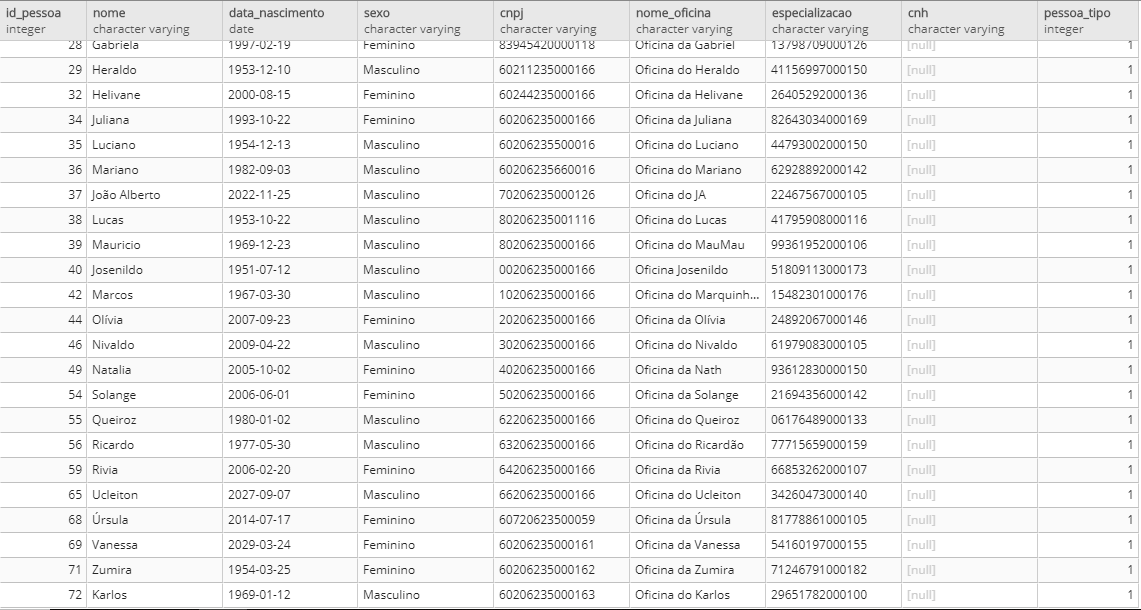 id_pessoa nome data_nascimento sexo cnpj nome_oficina especializacao cnh pessoa_tipo
integer character varying date character varying character varying character varying character varying character varying integer
28 Gabriela 1997-02-19 Feminino 83945420000118 Oficina da Gabriel 13798709000126 [null] 1
29 Heraldo 1953-12-10 Masculino 60211235000166 Oficina do Heraldo 41156997000150 [null] 1
32 Helivane 2000-08-15 Feminino 60244235000166 Oficina da Helivane 26405292000136 [null] 1
34 Juliana 1993-10-22 Feminino 60206235000166 Oficina da Juliana 82643034000169 [null] 1
35 Luciano 1954-12-13 Masculino 60206235500016 Oficina do Luciano 44793002000150 [null] 1
36 Mariano 1982-09-03 Masculino 60206235660016 Oficina do Mariano 62928892000142 [null] 1
37 João Alberto 2022-11-25 Masculino 70206235000126 Oficina do JA 22467567000105 [null] 1
38 Lucas 1953-10-22 Masculino 80206235001116 Oficina do Lucas 41795908000116 [null] 1
39 Mauricio 1969-12-23 Masculino 80206235000166 Oficina do MauMau 99361952000106 [null] 1
40 Josenildo 1951-07-12 Masculino 00206235000166 Oficina Josenildo 51809113000173 [null] 1
42 Marcos 1967-03-30 Masculino 10206235000166 Oficina do Marquinh... 15482301000176 [null] 1
44 Olívia 2007-09-23 Feminino 20206235000166 Oficina da Olívia 24892067000146 [null] 1
46 Nivaldo 2009-04-22 Masculino 30206235000166 Oficina do Nivaldo 61979083000105 [null] 1
49 Natalia 2005-10-02 Feminino 40206235000166 Oficina da Nath 93612830000150 [null] 1
54 Solange 2006-06-01 Feminino 50206235000166 Oficina da Solange 21694356000142 [null] 1
55 Queiroz 1980-01-02 Masculino 62206235000166 Oficina do Queiroz 06176489000133 [null] 1
56 Ricardo 1977-05-30 Masculino 63206235000166 Oficina do Ricardão 77715659000159 [null] 1
59 Rivia 2006-02-20 Feminino 64206235000166 Oficina da Rivia 66853262000107 [null] 1
65 Ucleiton 2027-09-07 Masculino 66206235000166 Oficina do Ucleiton 34260473000140 [null] 1
68 Úrsula 2014-07-17 Feminino 60720623500059 Oficina da Úrsula 81778861000105 [null] 1
69 Vanessa 2029-03-24 Feminino 60206235000161 Oficina da Vanessa 54160197000155 [null] 1
71 Zumira 1954-03-25 Feminino 60206235000162 Oficina da Zumira 71246791000182 [null] 1
72 Karlos 1969-01-12 Masculino 60206235000163 Oficina do Karlos 29651782000100 [null] 1